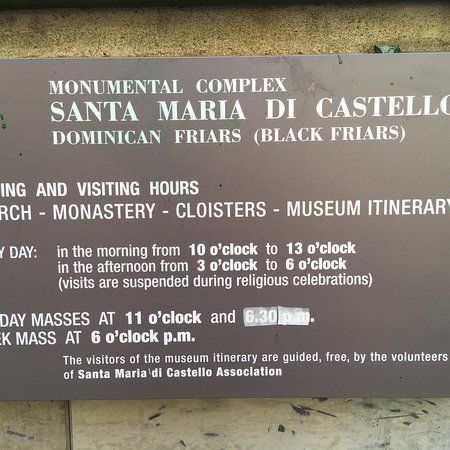 MONUMENTAL COMPLEX
SANTA MARIA DI CASTELLO
DOMINICAN FRIARS (BLACK FRIARS)
ING AND VISITING HOURS
RCH - MONASTERY - CLOISTERS - MUSEUM ITINERARY
Y DAY: in the morning from 10 o'clock to 13 o'clock
in the afternoon from 3 o'clock to 6 o'clock
(visits are suspended during religious celebrations)
DAY MASSES AT 11 o'clock and 6.30 p.m.
EK MASS AT 6 o'clock p.m.
The visitors of the museum itinerary are guided, free, by the volunteers
of Santa Maria di Castello Association